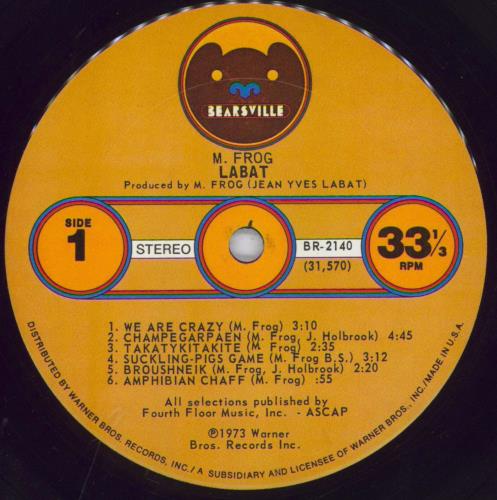 BEARSVILLE
M. FROG
LABAT
Produced by M. FROG (JEAN YVES LABAT)
SIDE
1
STEREO
BR-2140
(31,570)
33 1/3
RPM
1. WE ARE CRAZY (M. Frog) 3:10
2. CHAMPEGARPAEN (M. Frog, J. Holbrook) 4:45
3. TAKATYKITAKITE (M. Frog) 2:35
4. SUCKLING-PIGS GAME (M. Frog B.S.) 3:12
5. BROUSHNEIK (M. Frog, J. Holbrook) 2:20
6. AMPHIBIAN CHAFF (M. Frog) :55
All selections published by
Fourth Floor Music, Inc. - ASCAP
℗1973 Warner
Bros. Records Inc.
DISTRIBUTED BY WARNER BROS. RECORDS, INC./A SUBSIDIARY AND LICENSEE OF WARNER BROS., INC./MADE IN U.S.A.